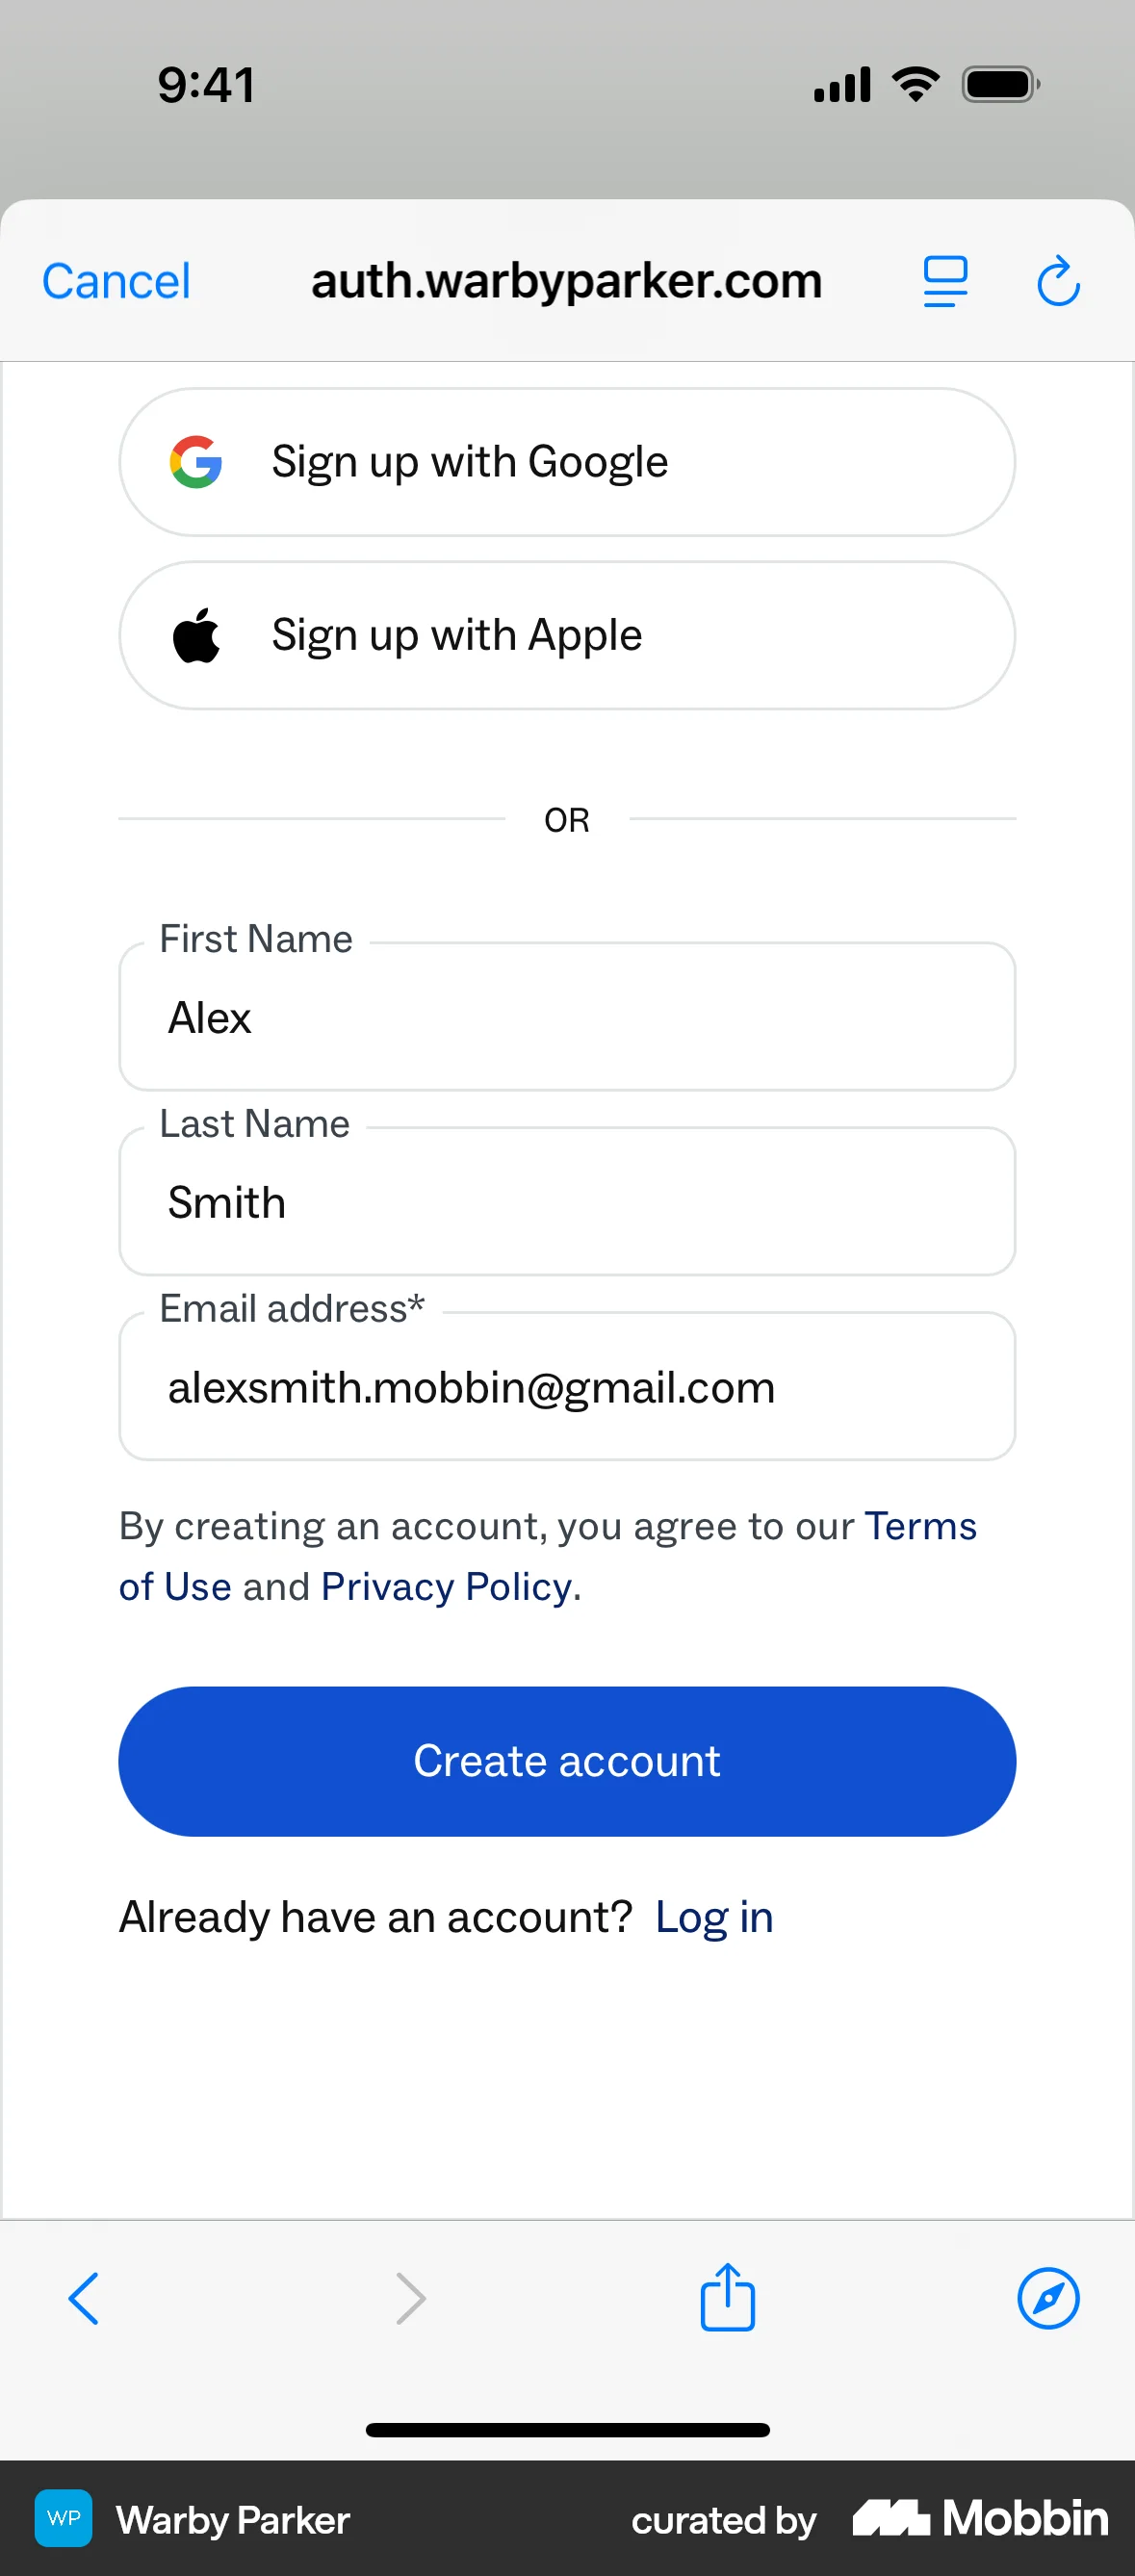 9:41
Cancel
auth.warbyparker.com
Sign up with Google
Sign up with Apple
OR
First Name
Alex
Last Name
Smith
Email address*
alexsmith.mobbin@gmail.com
By creating an account, you agree to our Terms
of Use and Privacy Policy.
Create account
Already have an account? Log in
WP Warby Parker
curated by Mobbin